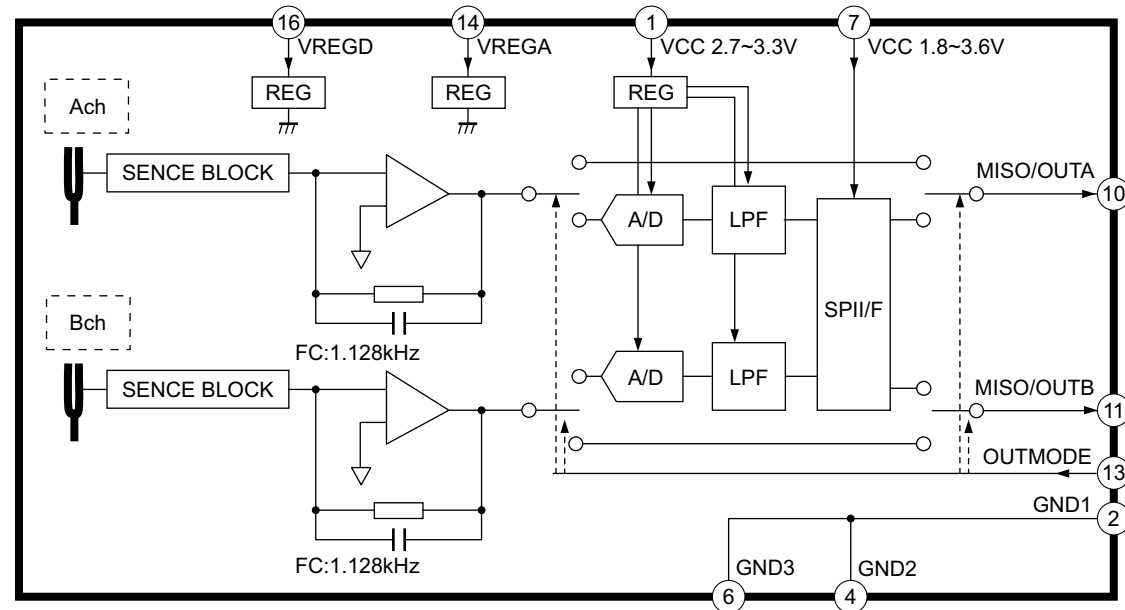 16
14
1
7
VREGD
VREGA
VCC 2.7~3.3V
VCC 1.8~3.6V
REG
REG
REG
Ach
SENCE BLOCK
MISO/OUTA
10
A/D
LPF
SPII/F
Bch
FC:1.128kHz
SENCE BLOCK
A/D
LPF
MISO/OUTB
11
OUTMODE
13
GND1
2
FC:1.128kHz
GND3
GND2
6
4